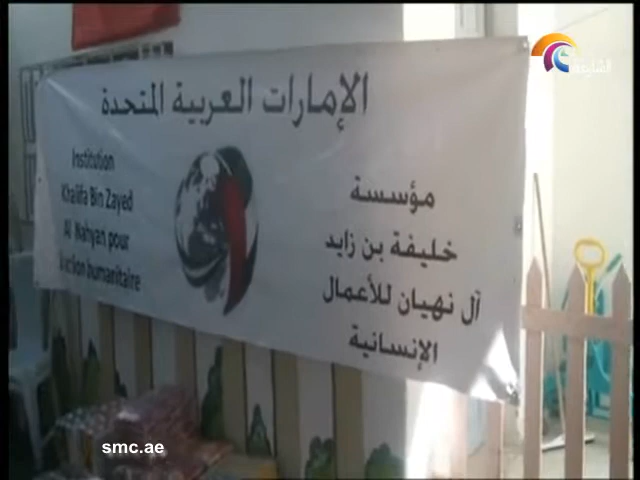 الشارقة
الإمارات العربية المتحدة
Institution
Khalifa Bin Zayed
Al Nahyan pour
L'action humanitaire
مؤسسة
خليفة بن زايد
آل نهيان للأعمال
الإنسانية
smc.ae